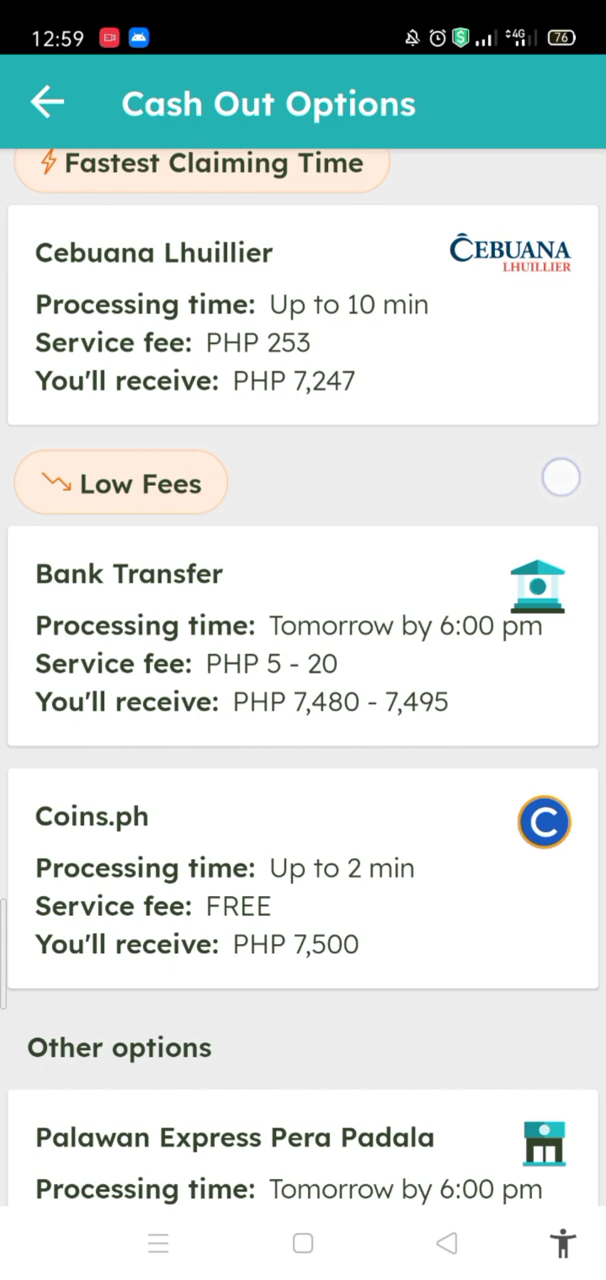 12:59
4G
76
Cash Out Options
Fastest Claiming Time
Cebuana Lhuillier
CEBUANA
LHUILLIER
Processing time: Up to 10 min
Service fee: PHP 253
You'll receive: PHP 7,247
Low Fees
Bank Transfer
Processing time: Tomorrow by 6:00 pm
Service fee: PHP 5 - 20
You'll receive: PHP 7,480 - 7,495
Coins.ph
C
Processing time: Up to 2 min
Service fee: FREE
You'll receive: PHP 7,500
Other options
Palawan Express Pera Padala
Processing time: Tomorrow by 6:00 pm